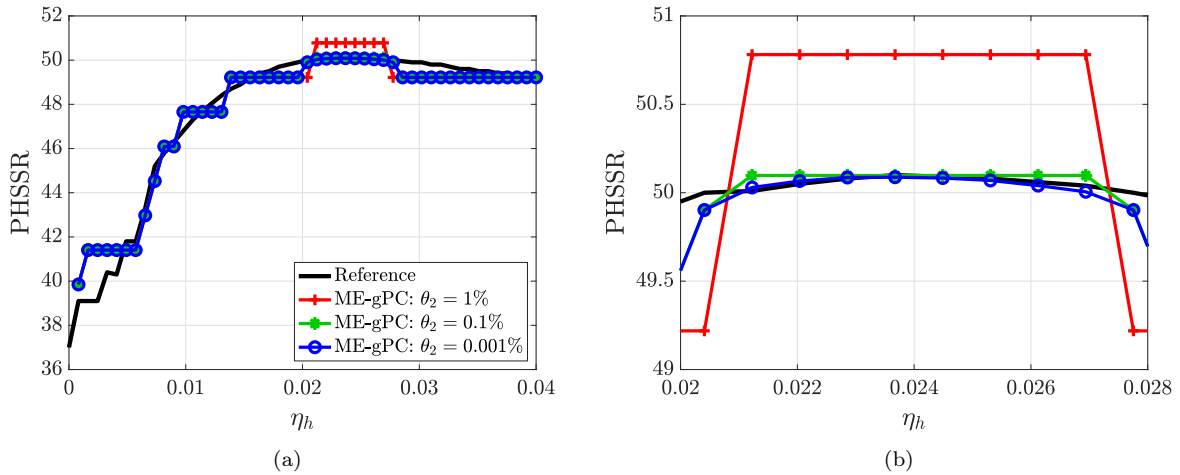 52
50
48
46
44
42
40
38
36
PHSSR
0
0.01
0.02
0.03
0.04
η_h
Reference
ME-gPC: θ₂ = 1%
ME-gPC: θ₂ = 0.1%
ME-gPC: θ₂ = 0.001%
(a)
51
50.5
50
49.5
49
PHSSR
0.02
0.022
0.024
0.026
0.028
η_h
(b)